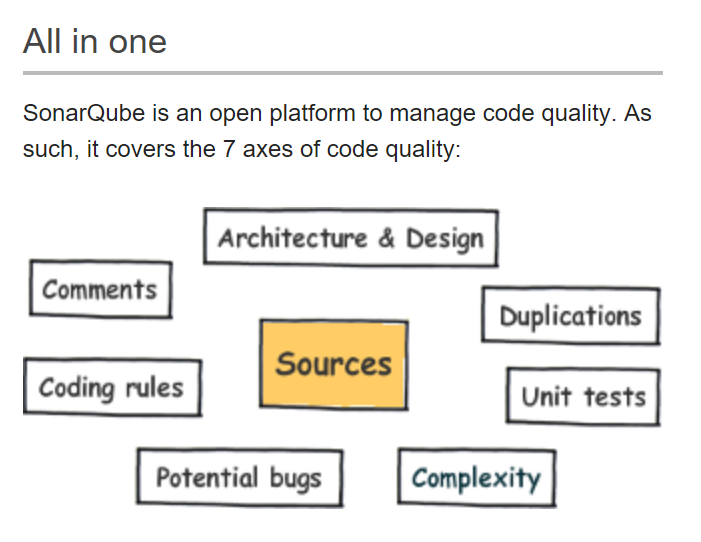 All in one
SonarQube is an open platform to manage code quality. As
such, it covers the 7 axes of code quality:
Architecture & Design
Comments
Duplications
Sources
Coding rules
Unit tests
Potential bugs
Complexity